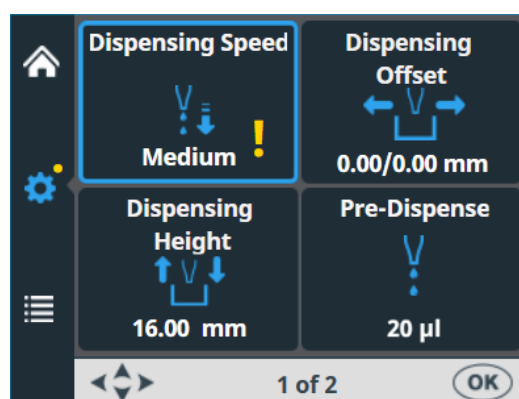 Dispensing Speed
Medium !
Dispensing
Offset
0.00/0.00 mm
Dispensing
Height
16.00 mm
Pre-Dispense
20 µl
1 of 2
OK